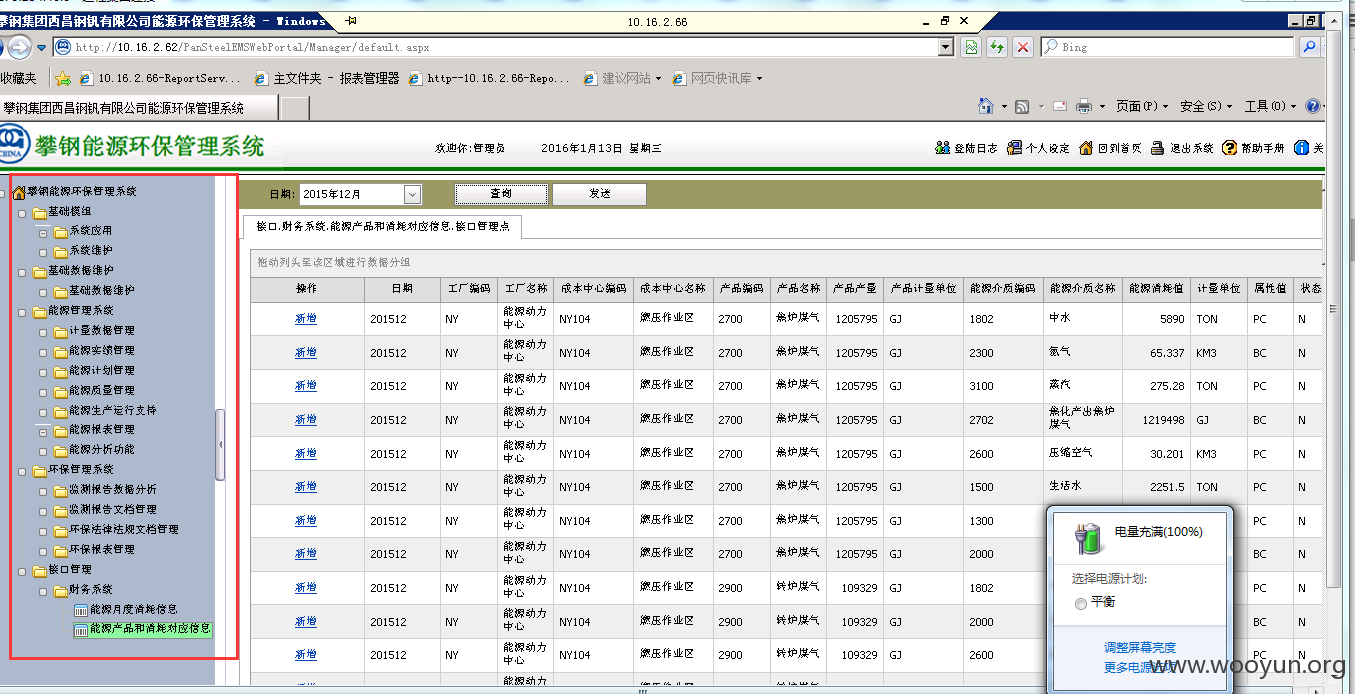 攀钢集团西昌钢钒有限公司能源环保管理系统 - Windows
10.16.2.66
http://10.16.2.62/PanSteelEMSWebPortal/Manager/default.aspx
Bing
收藏夹 10.16.2.66-ReportServ... 主文件夹 - 报表管理器 http--10.16.2.66-Repo... 建议网站 网页快讯库
攀钢集团西昌钢钒有限公司能源环保管理系统 页面(P) 安全(S) 工具(O)
攀钢能源环保管理系统 欢迎你:管理员 2016年1月13日 星期三 登陆日志 个人设定 回到首页 退出系统 帮助手册 关
攀钢能源环保管理系统
基础模组
系统应用
系统维护
基础数据维护
基础数据维护
能源管理系统
计量数据管理
能源实绩管理
能源计划管理
能源质量管理
能源生产运行支持
能源报表管理
能源分析功能
环保管理系统
监测报告数据分析
监测报告文档管理
环保法律法规文档管理
环保报表管理
接口管理
财务系统
能源月度消耗信息
能源产品和消耗对应信息
日期: 2015年12月 查询 发送
接口.财务系统.能源产品和消耗对应信息.接口管理点
拖动列头至该区域进行数据分组
操作 日期 工厂编码 工厂名称 成本中心编码 成本中心名称 产品编码 产品名称 产品产量 产品计量单位 能源介质编码 能源介质名称 能源消耗值 计量单位 属性值 状态
新增 201512 NY 能源动力中心 NY104 燃压作业区 2700 焦炉煤气 1205795 GJ 1802 中水 5890 TON PC N
新增 201512 NY 能源动力中心 NY104 燃压作业区 2700 焦炉煤气 1205795 GJ 2300 氮气 65.337 KM3 BC N
新增 201512 NY 能源动力中心 NY104 燃压作业区 2700 焦炉煤气 1205795 GJ 3100 蒸汽 275.28 TON PC N
新增 201512 NY 能源动力中心 NY104 燃压作业区 2700 焦炉煤气 1205795 GJ 2702 焦化产出焦炉煤气 1219498 GJ BC N
新增 201512 NY 能源动力中心 NY104 燃压作业区 2700 焦炉煤气 1205795 GJ 2600 压缩空气 30.201 KM3 PC N
新增 201512 NY 能源动力中心 NY104 燃压作业区 2700 焦炉煤气 1205795 GJ 1500 生活水 2251.5 TON PC N
新增 201512 NY 能源动力中心 NY104 燃压作业区 2700 焦炉煤气 1205795 GJ 1300 PC N
新增 201512 NY 能源动力中心 NY104 燃压作业区 2700 焦炉煤气 1205795 GJ 2000 BC N
新增 201512 NY 能源动力中心 NY104 燃压作业区 2900 转炉煤气 109329 GJ 1802 PC N
新增 201512 NY 能源动力中心 NY104 燃压作业区 2900 转炉煤气 109329 GJ 2000 BC N
新增 201512 NY 能源动力中心 NY104 燃压作业区 2900 转炉煤气 109329 GJ 2600 PC N
能源动力
电量充满(100%)
选择电源计划:
平衡
调整屏幕亮度
更多电源选项
www.wooyun.org